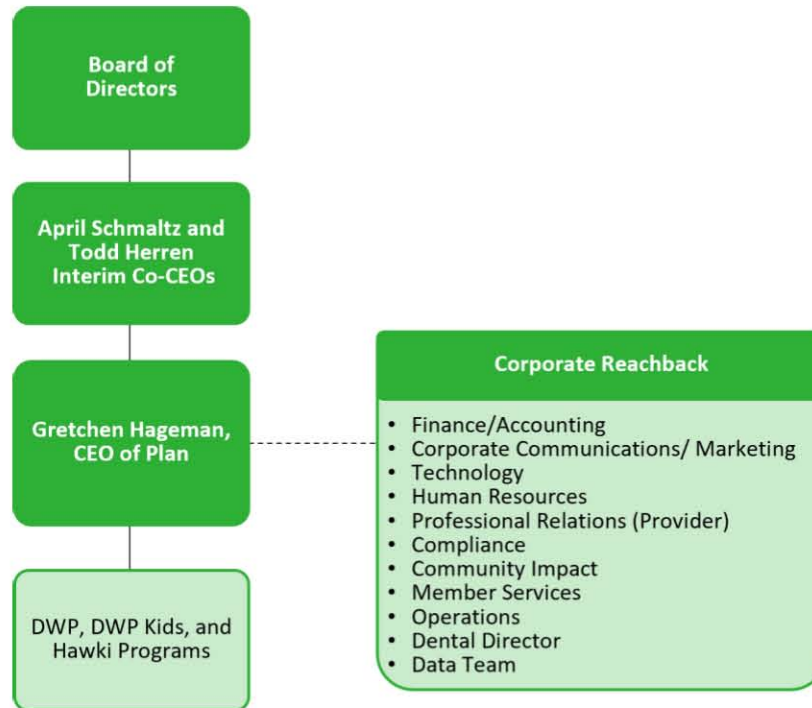 Board of
Directors
April Schmaltz and
Todd Herren
Interim Co-CEOs
Gretchen Hageman,
CEO of Plan
DWP, DWP Kids, and
Hawki Programs
Corporate Reachback
• Finance/Accounting
• Corporate Communications/ Marketing
• Technology
• Human Resources
• Professional Relations (Provider)
• Compliance
• Community Impact
• Member Services
• Operations
• Dental Director
• Data Team